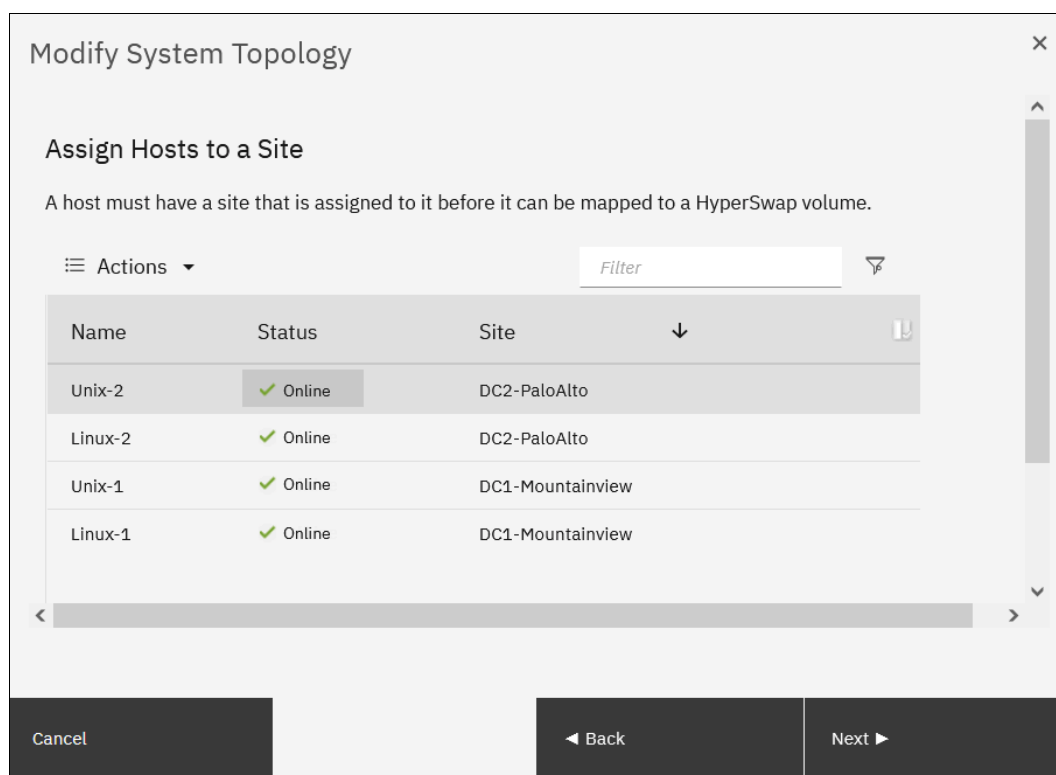 Modify System Topology
Assign Hosts to a Site
A host must have a site that is assigned to it before it can be mapped to a HyperSwap volume.
Actions
Filter
Name Status Site
Unix-2 Online DC2-PaloAlto
Linux-2 Online DC2-PaloAlto
Unix-1 Online DC1-Mountainview
Linux-1 Online DC1-Mountainview
Cancel Back Next